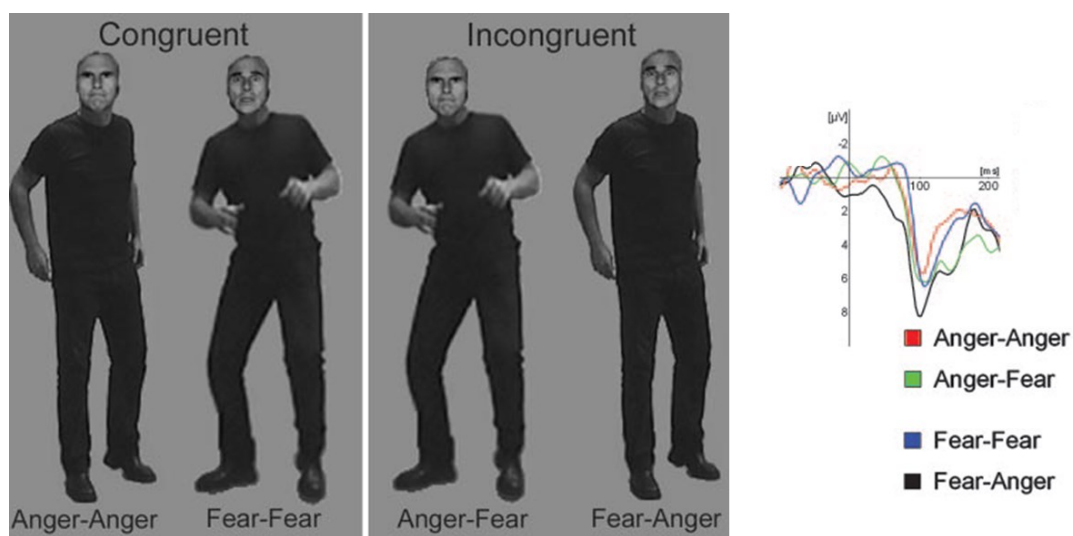 Congruent
Incongruent
Anger-Anger
Fear-Fear
Anger-Fear
Fear-Anger
[µV]
-2
[ms]
100
200
2
4
6
8
Anger-Anger
Anger-Fear
Fear-Fear
Fear-Anger